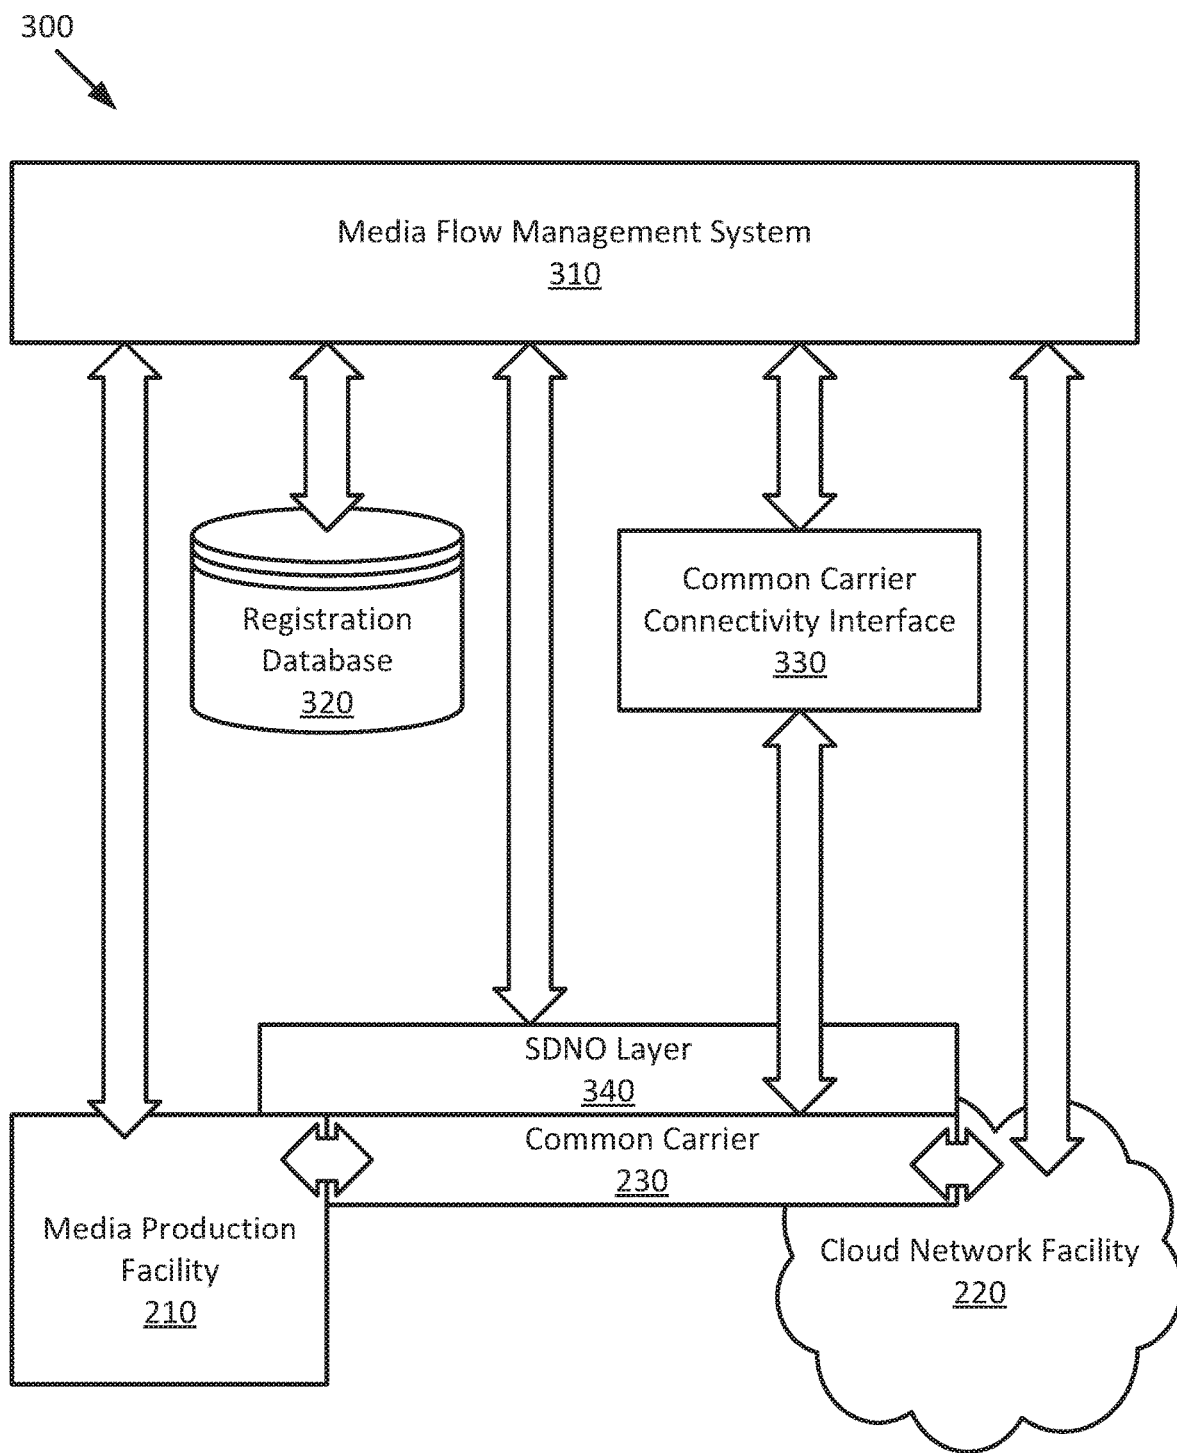 300
Media Flow Management System
310
Registration
Database
320
Common Carrier
Connectivity Interface
330
SDNO Layer
340
Common Carrier
230
Media Production
Facility
210
Cloud Network Facility
220